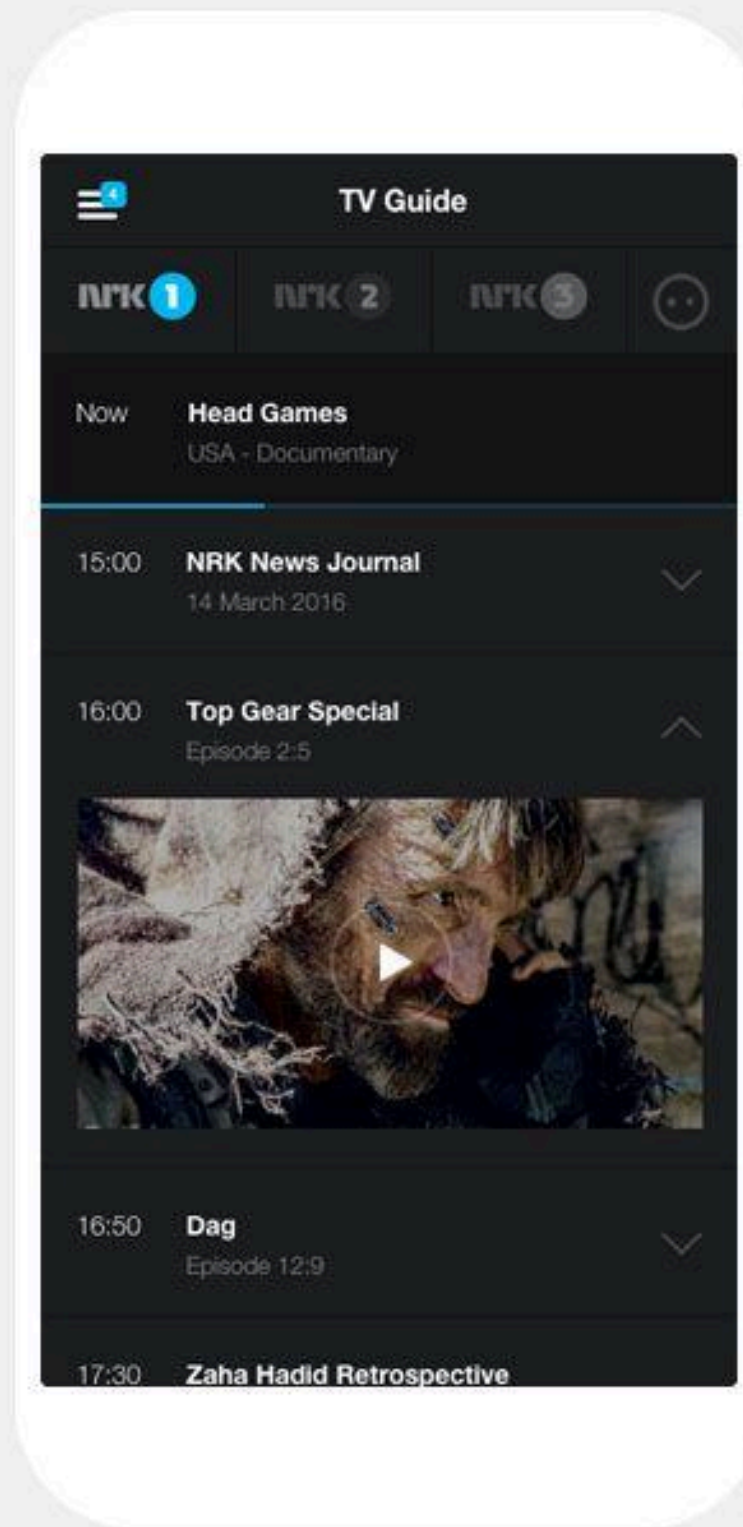 4
TV Guide
NRK 1 NRK 2 NRK 3
Now Head Games
USA - Documentary
15:00 NRK News Journal
14 March 2016
16:00 Top Gear Special
Episode 2:5
16:50 Dag
Episode 12:9
17:30 Zaha Hadid Retrospective